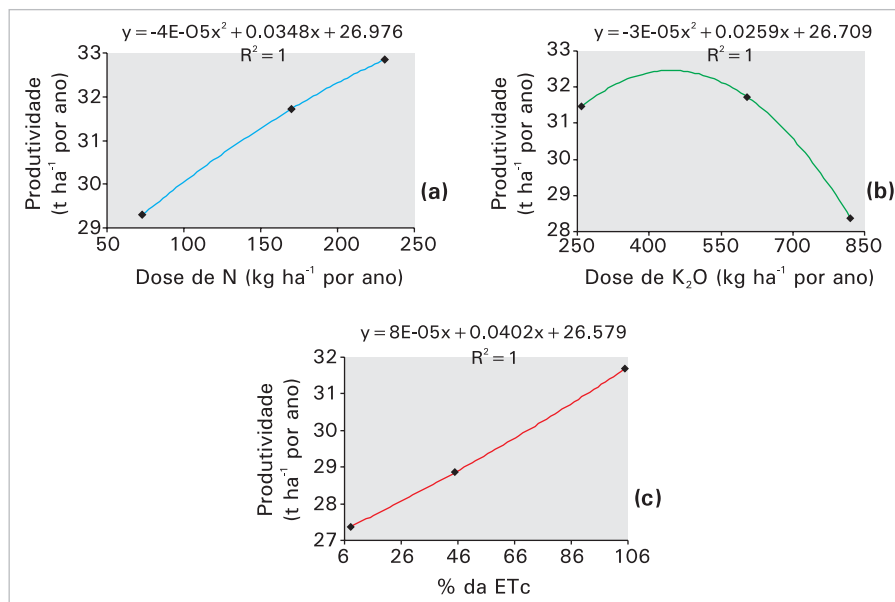 y = -4E-O5x² + 0.0348x + 26.976
R² = 1
33
32
31
30
29
50
100
150
200
250
Produtividade
(t ha⁻¹ por ano)
Dose de N (kg ha⁻¹ por ano)
(a)
y = -3E-05x² + 0.0259x + 26.709
R² = 1
33
32
31
30
29
28
250
400
550
700
850
Produtividade
(t ha⁻¹ por ano)
Dose de K₂O (kg ha⁻¹ por ano)
(b)
y = 8E-05x + 0.0402x + 26.579
R² = 1
32
31
30
29
28
27
6
26
46
66
86
106
Produtividade
(t ha⁻¹ por ano)
% da ETc
(c)